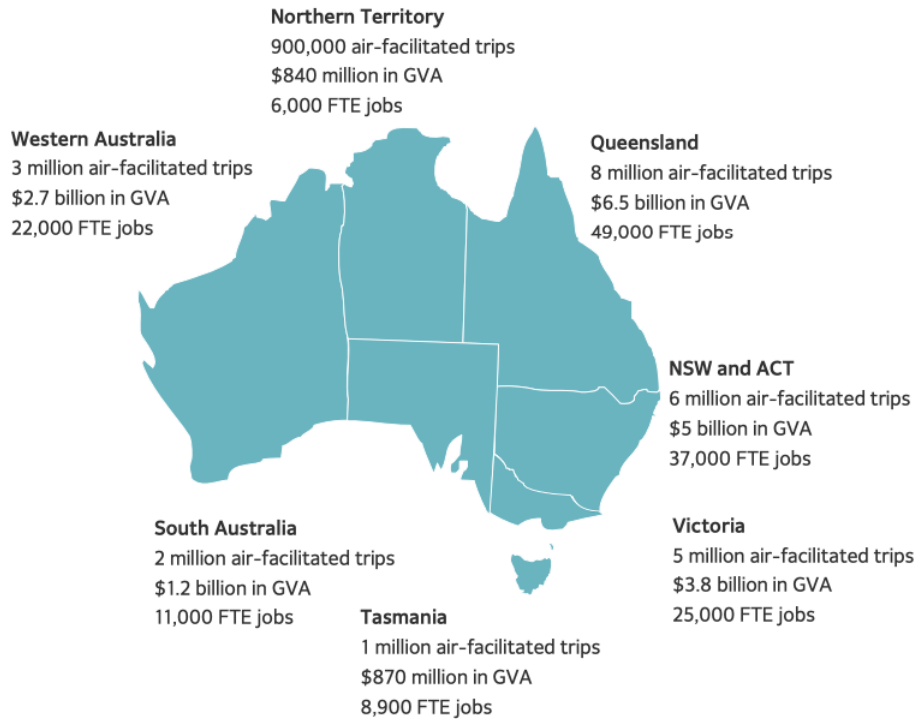 Northern Territory
900,000 air-facilitated trips
$840 million in GVA
6,000 FTE jobs
Western Australia
3 million air-facilitated trips
$2.7 billion in GVA
22,000 FTE jobs
Queensland
8 million air-facilitated trips
$6.5 billion in GVA
49,000 FTE jobs
NSW and ACT
6 million air-facilitated trips
$5 billion in GVA
37,000 FTE jobs
South Australia
2 million air-facilitated trips
$1.2 billion in GVA
11,000 FTE jobs
Victoria
5 million air-facilitated trips
$3.8 billion in GVA
25,000 FTE jobs
Tasmania
1 million air-facilitated trips
$870 million in GVA
8,900 FTE jobs